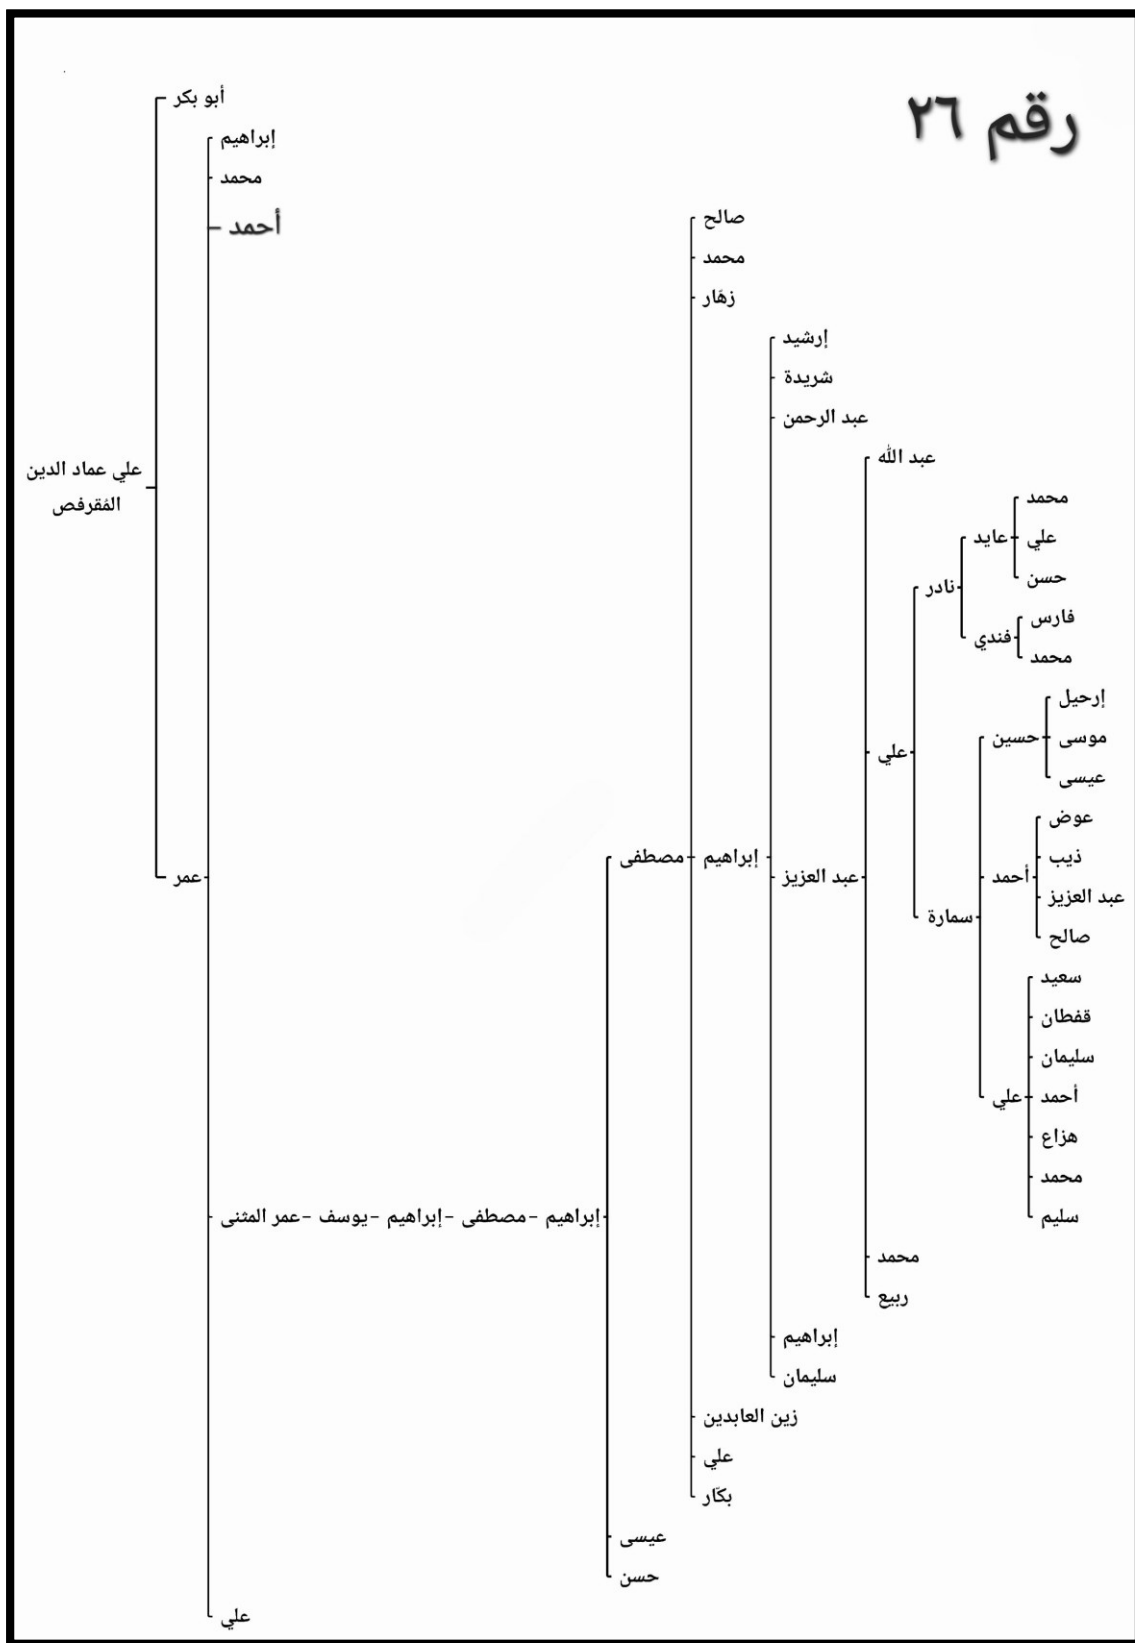 رقم ٢٦
أبو بكر
إبراهيم
محمد
أحمد
صالح
محمد
زهَار
إرشيد
شريدة
عبد الرحمن
عبد الله
علي عماد الدين
المُقرفص
محمد
عايد
علي
حسن
نادر
فارس
فندي
محمد
إرحيل
حسين
موسى
عيسى
علي
عوض
ذيب
أحمد
عبد العزيز
صالح
سمارة
مصطفى
إبراهيم
عبد العزيز
عمر
سعيد
قفطان
سليمان
علي
أحمد
هزاع
محمد
سليم
عمر المثنى - يوسف - إبراهيم - مصطفى - إبراهيم
محمد
ربيع
إبراهيم
سليمان
زين العابدين
علي
بكّار
عيسى
حسن
علي